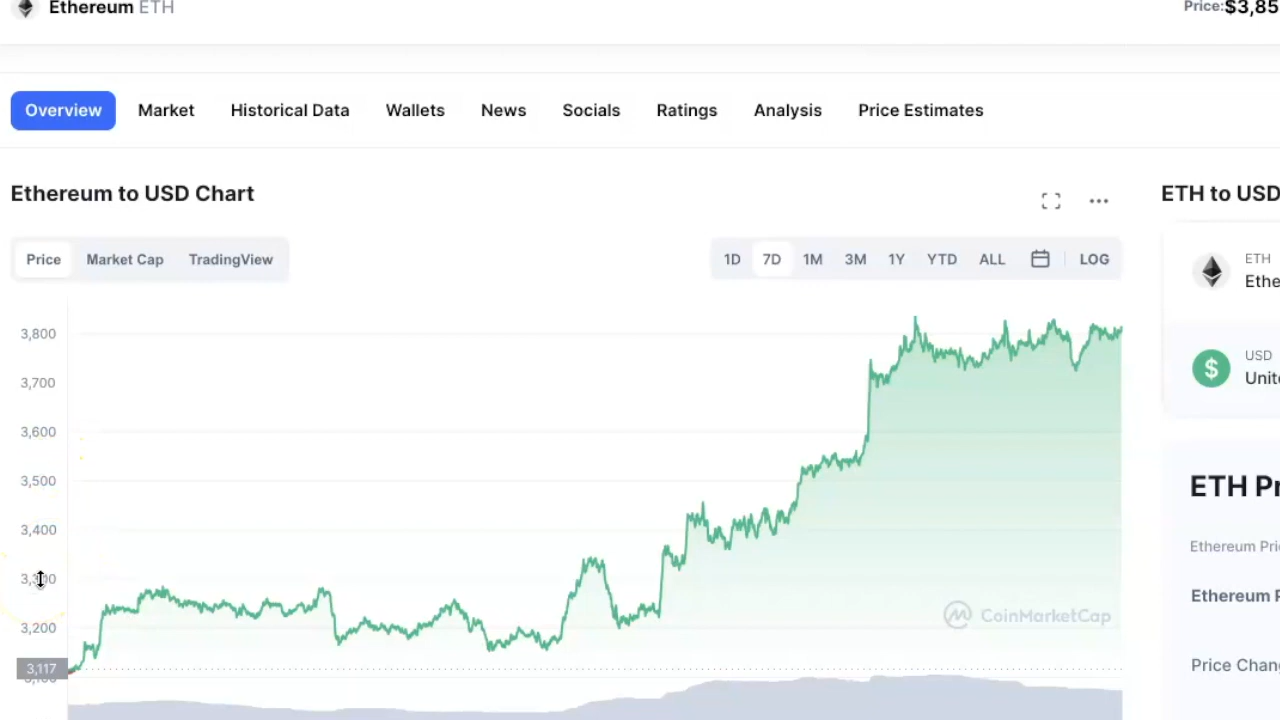 Ethereum ETH
Price:$3,85
Overview Market Historical Data Wallets News Socials Ratings Analysis Price Estimates
Ethereum to USD Chart
Price Market Cap TradingView
1D 7D 1M 3M 1Y YTD ALL LOG
3,800
3,700
3,600
3,500
3,400
3,200
3,117
CoinMarketCap
ETH to USD
ETH
Ethe
USD
Unit
$
ETH Pr
Ethereum Pri
Ethereum P
Price Chan